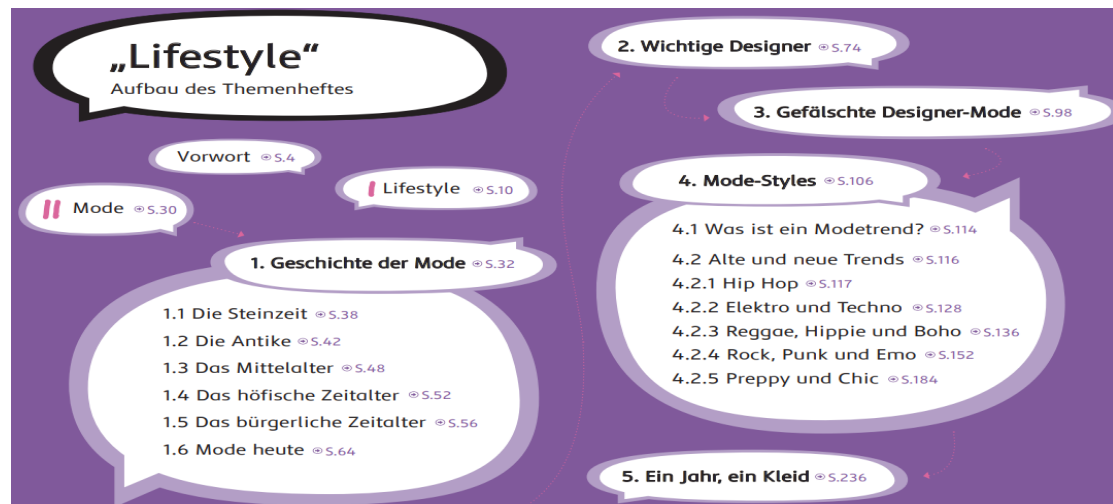 „Lifestyle“
Aufbau des Themenheftes
Vorwort S.4
I Lifestyle S.10
II Mode S.30
1. Geschichte der Mode S.32
1.1 Die Steinzeit S.38
1.2 Die Antike S.42
1.3 Das Mittelalter S.48
1.4 Das höfische Zeitalter S.52
1.5 Das bürgerliche Zeitalter S.56
1.6 Mode heute S.64
2. Wichtige Designer S.74
3. Gefälschte Designer-Mode S.98
4. Mode-Styles S.106
4.1 Was ist ein Modetrend? S.114
4.2 Alte und neue Trends S.116
4.2.1 Hip Hop S.117
4.2.2 Elektro und Techno S.128
4.2.3 Reggae, Hippie und Boho S.136
4.2.4 Rock, Punk und Emo S.152
4.2.5 Preppy und Chic S.184
5. Ein Jahr, ein Kleid S.236